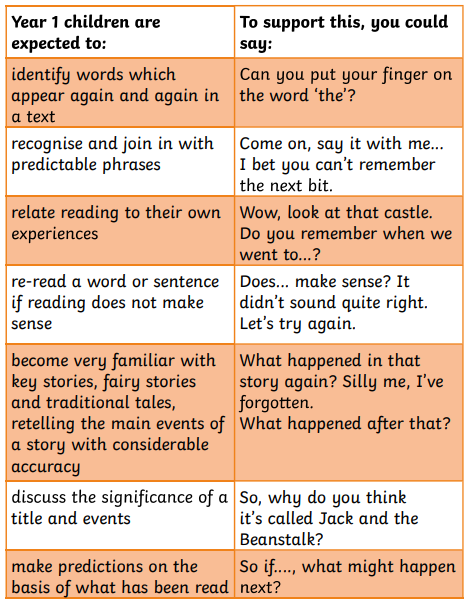 Year 1 children are
expected to:
To support this, you could
say:
identify words which
appear again and again in
a text
Can you put your finger on
the word ‘the’?
recognise and join in with
predictable phrases
Come on, say it with me...
I bet you can’t remember
the next bit.
relate reading to their own
experiences
Wow, look at that castle.
Do you remember when we
went to...?
re-read a word or sentence
if reading does not make
sense
Does... make sense? It
didn’t sound quite right.
Let’s try again.
become very familiar with
key stories, fairy stories
and traditional tales,
retelling the main events of
a story with considerable
accuracy
What happened in that
story again? Silly me, I’ve
forgotten.
What happened after that?
discuss the significance of a
title and events
So, why do you think
it’s called Jack and the
Beanstalk?
make predictions on the
basis of what has been read
So if...., what might happen
next?